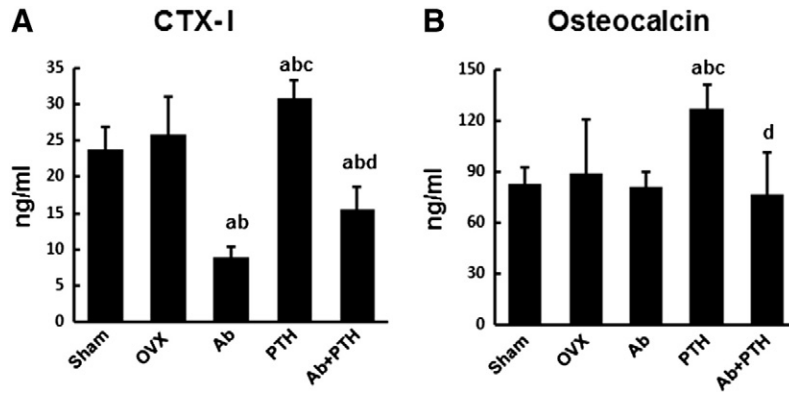 A
CTX-I
ng/ml
35
30
25
20
15
10
5
0
ab
abc
abd
Sham
OVX
Ab
PTH
Ab+PTH
B
Osteocalcin
ng/ml
150
120
90
60
30
0
abc
d
Sham
OVX
Ab
PTH
Ab+PTH